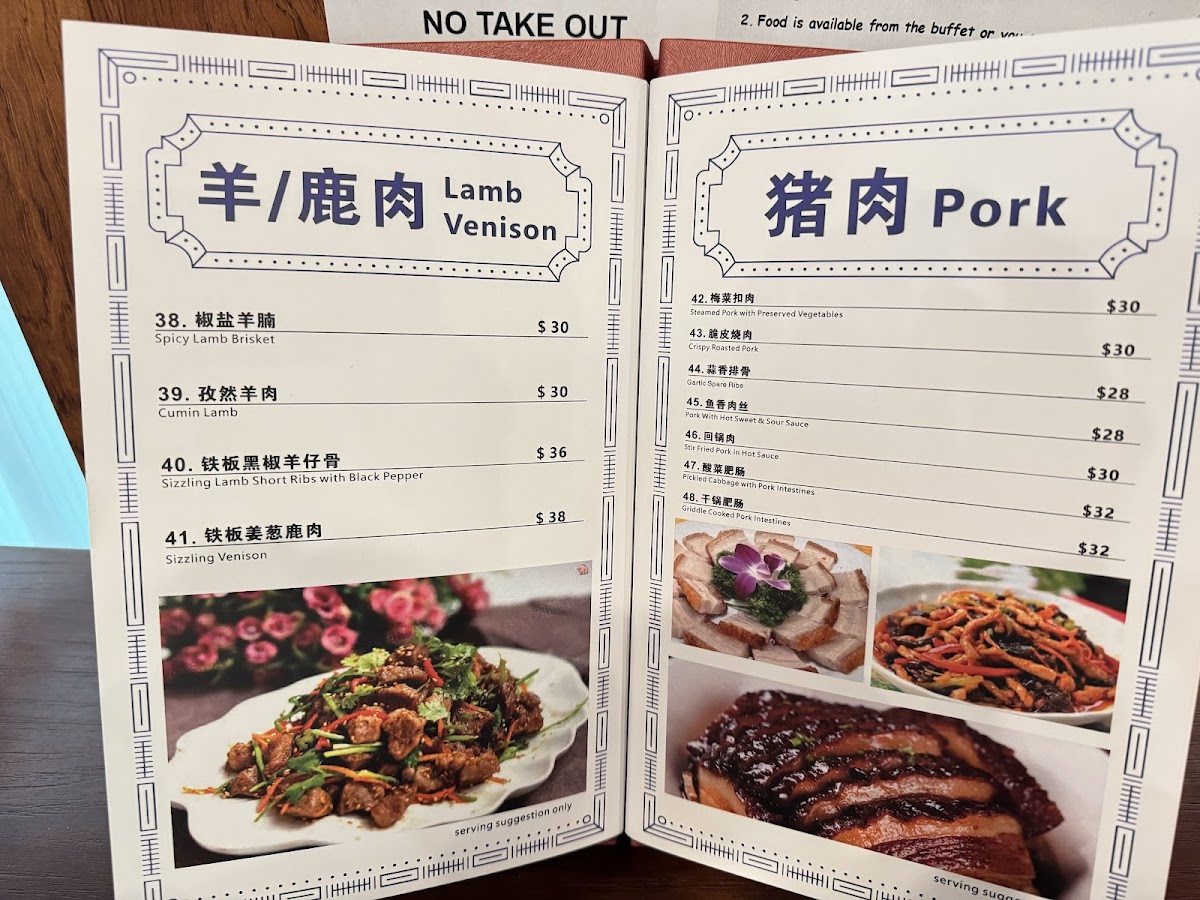 NO TAKE OUT
2. Food is available from the buffet or you
羊/鹿肉 Lamb
Venison
38. 椒盐羊腩 $ 30
Spicy Lamb Brisket
39. 孜然羊肉 $ 30
Cumin Lamb
40. 铁板黑椒羊仔骨 $ 36
Sizzling Lamb Short Ribs with Black Pepper
41. 铁板姜葱鹿肉 $ 38
Sizzling Venison
serving suggestion only
猪肉 Pork
42. 梅菜扣肉 $30
Steamed Pork with Preserved Vegetables
43. 脆皮烧肉 $30
Crispy Roasted Pork
44. 蒜香排骨 $28
Garlic Spare Ribs
45. 鱼香肉丝 $28
Pork With Hot Sweet & Sour Sauce
46. 回锅肉 $30
Stir Fried Pork in Hot Sauce
47. 酸菜肥肠 $32
Pickled Cabbage with Pork Intestines
48. 干锅肥肠 $32
Griddle Cooked Pork Intestines
serving sugges